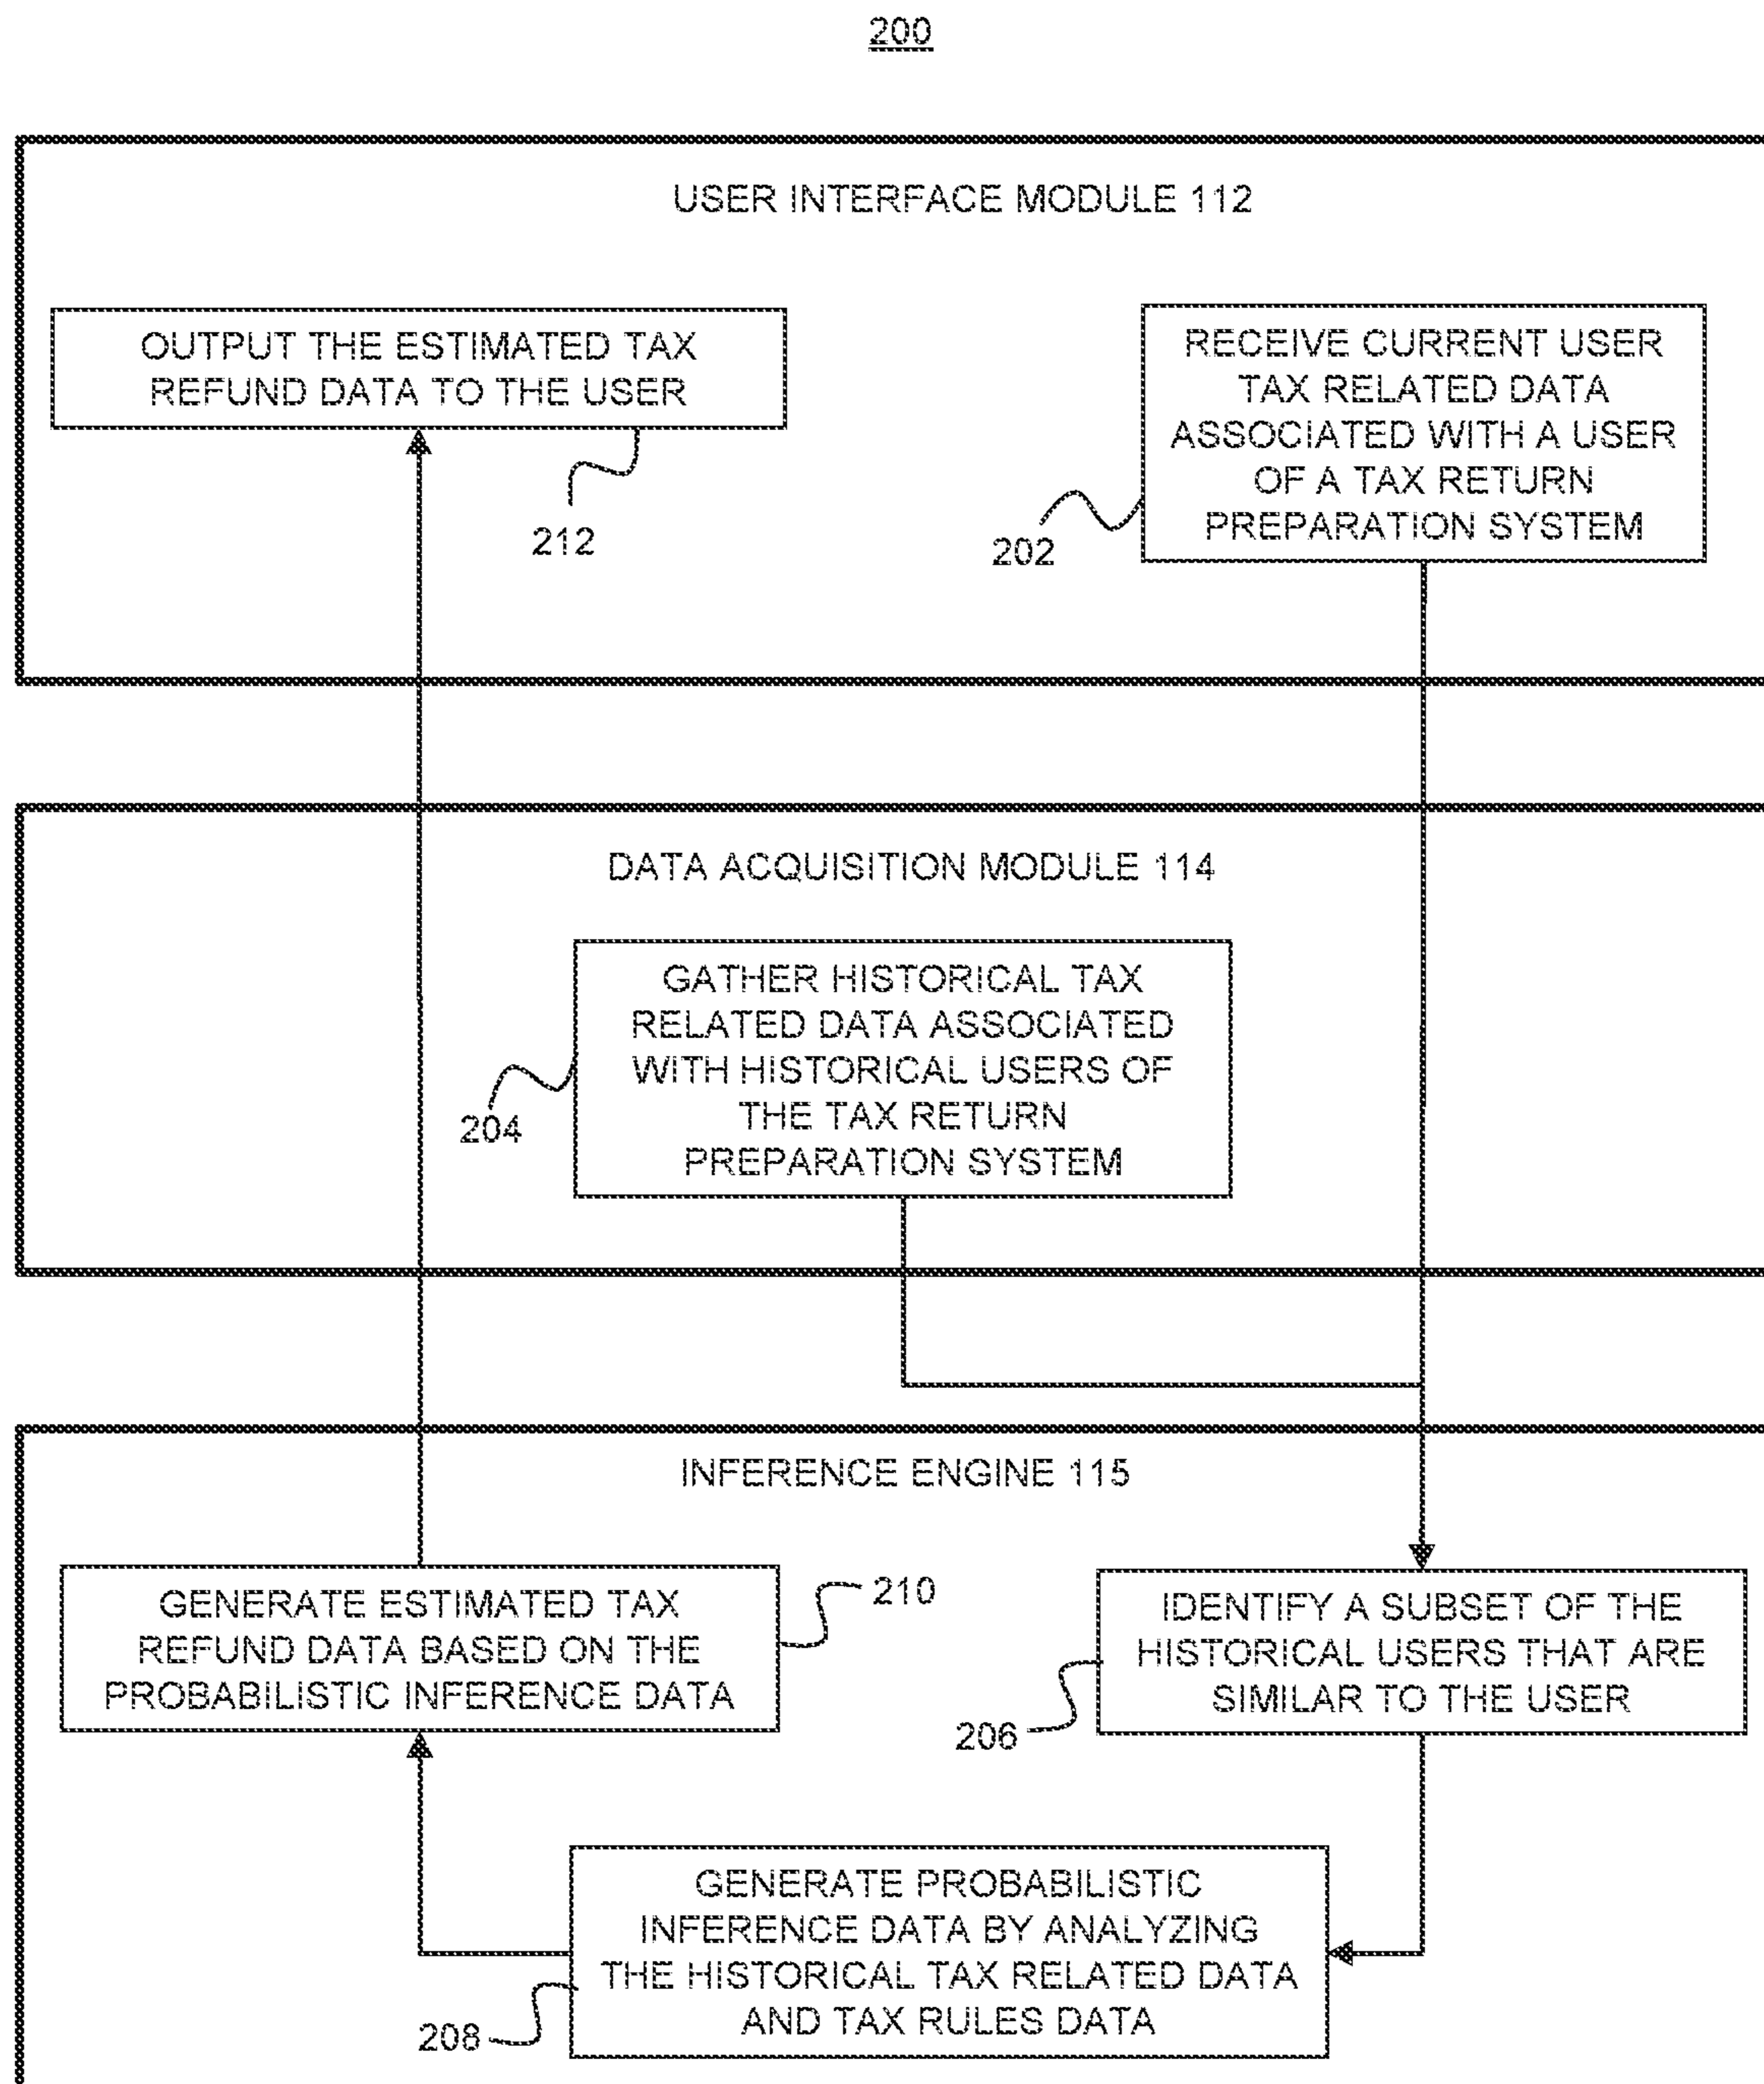 200
USER INTERFACE MODULE 112
OUTPUT THE ESTIMATED TAX
REFUND DATA TO THE USER
212
RECEIVE CURRENT USER
TAX RELATED DATA
ASSOCIATED WITH A USER
OF A TAX RETURN
PREPARATION SYSTEM
202
DATA ACQUISITION MODULE 114
GATHER HISTORICAL TAX
RELATED DATA ASSOCIATED
WITH HISTORICAL USERS OF
THE TAX RETURN
PREPARATION SYSTEM
204
INFERENCE ENGINE 115
GENERATE ESTIMATED TAX
REFUND DATA BASED ON THE
PROBABILISTIC INFERENCE DATA
210
IDENTIFY A SUBSET OF THE
HISTORICAL USERS THAT ARE
SIMILAR TO THE USER
206
GENERATE PROBABILISTIC
INFERENCE DATA BY ANALYZING
THE HISTORICAL TAX RELATED DATA
AND TAX RULES DATA
208